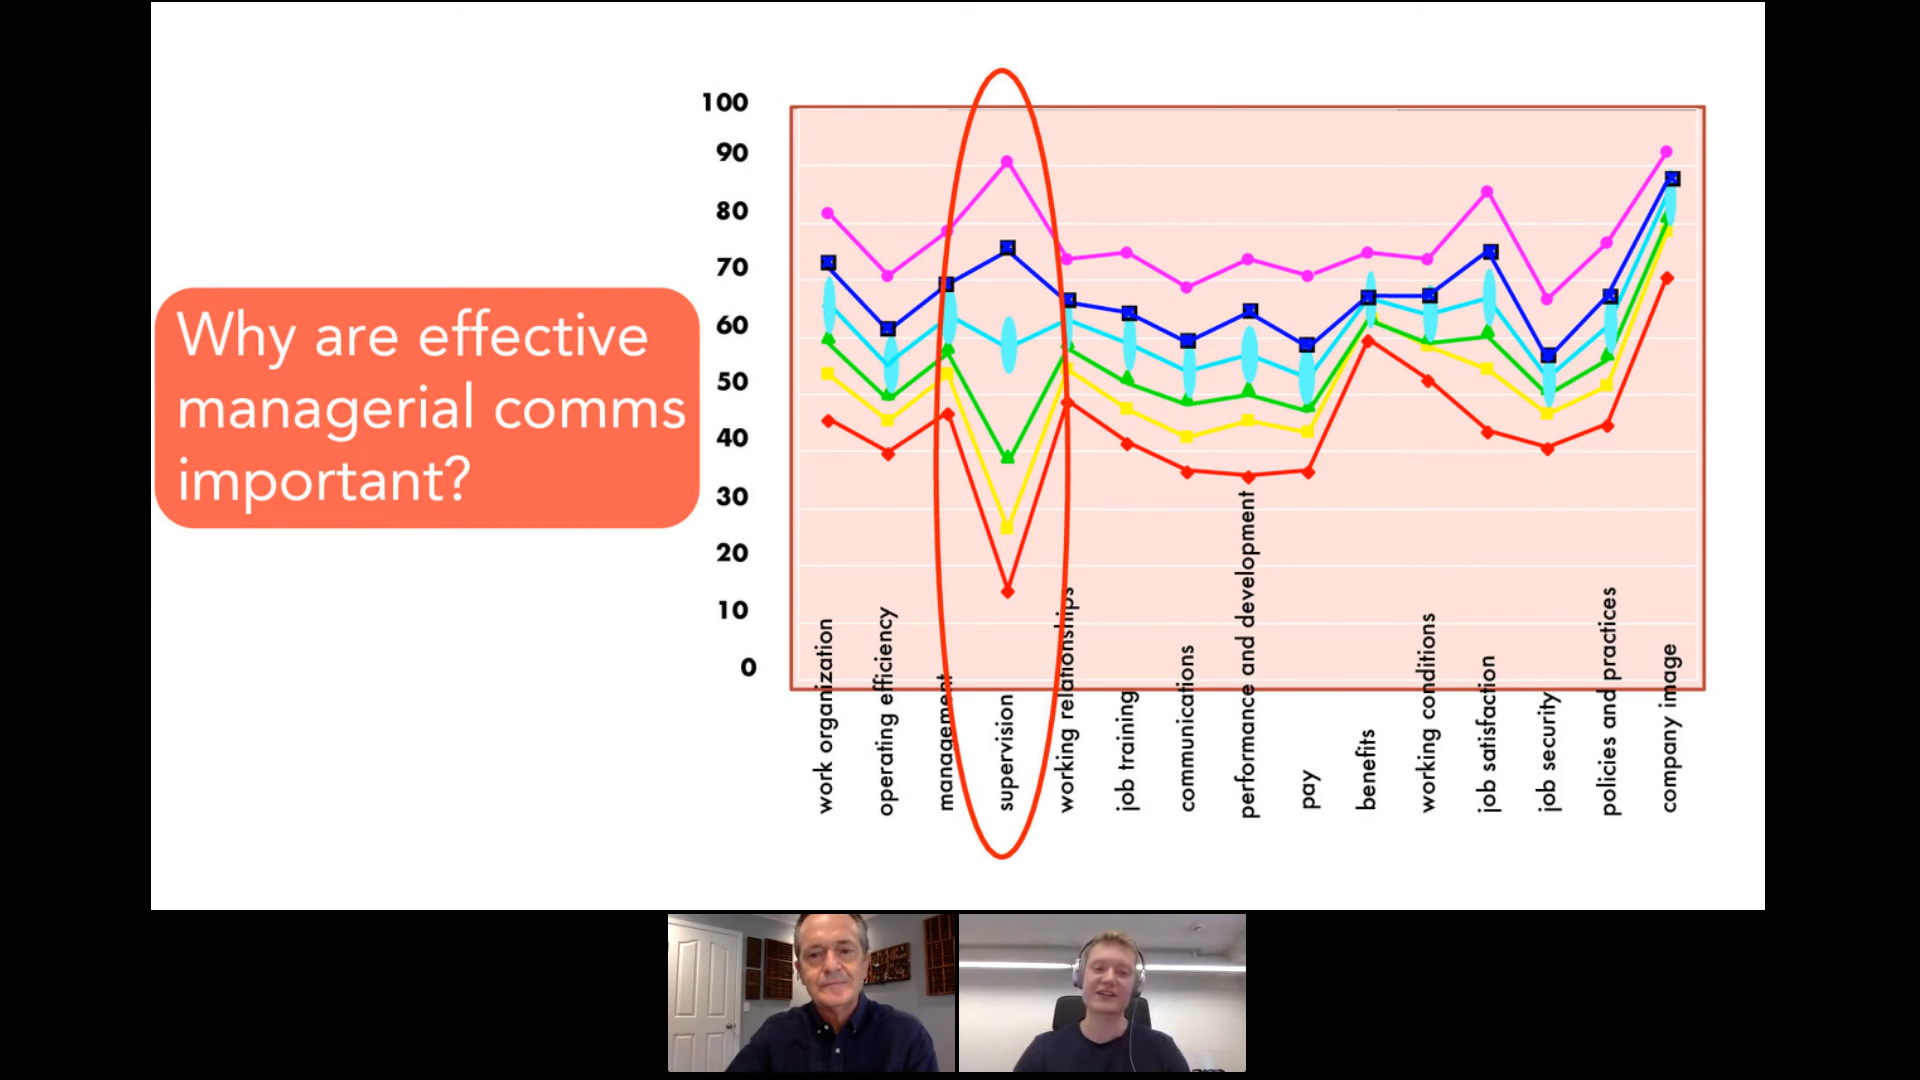 Why are effective
managerial comms
important?
100
90
80
70
60
50
40
30
20
10
0
work organization
operating efficiency
management
supervision
working relationships
job training
communications
performance and development
pay
benefits
working conditions
job satisfaction
job security
policies and practices
company image